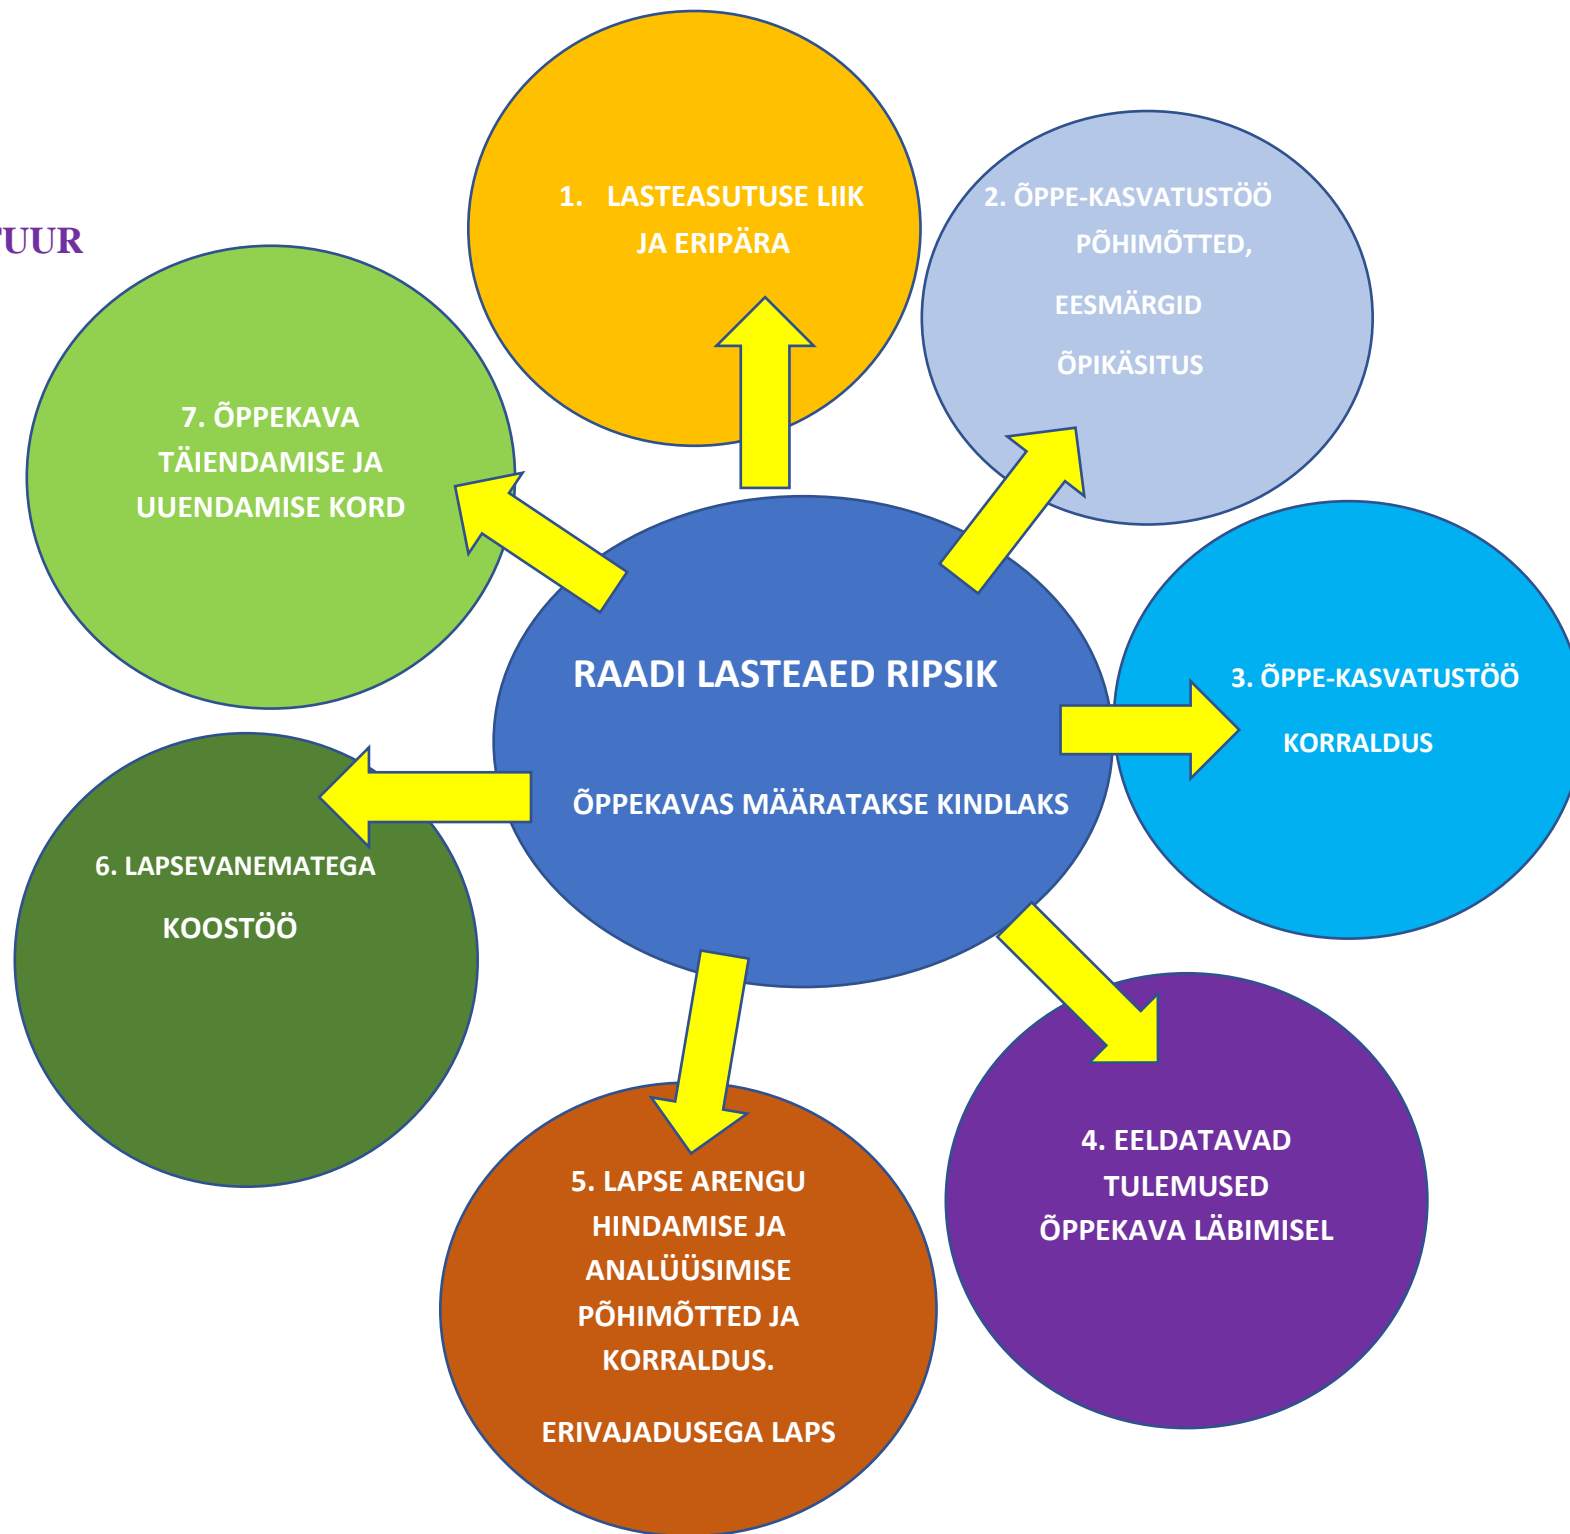 TUUR
1. LASTEASUTUSE LIIK
JA ERIPÄRA
2. ÕPPE-KASVATUSTÖÖ
PÕHIMÕTTED,
EESMÄRGID
ÕPIKÄSITUS
7. ÕPPEKAVA
TÄIENDAMISE JA
UUENDAMISE KORD
RAADI LASTEAED RIPSIK
ÕPPEKAVAS MÄÄRATAKSE KINDLAKS
3. ÕPPE-KASVATUSTÖÖ
KORRALDUS
6. LAPSEVANEMATEGA
KOOSTÖÖ
4. EELDATAVAD
TULEMUSED
ÕPPEKAVA LÄBIMISEL
5. LAPSE ARENGU
HINDAMISE JA
ANALÜÜSIMISE
PÕHIMÕTTED JA
KORRALDUS.
ERIVAJADUSEGA LAPS